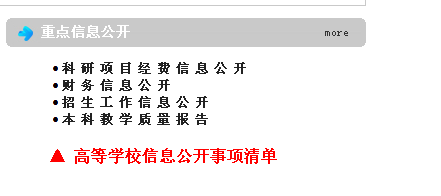 重点信息公开 more
•科研项目经费信息公开
•财务信息公开
•招生工作信息公开
•本科教学质量报告
▲ 高等学校信息公开事项清单